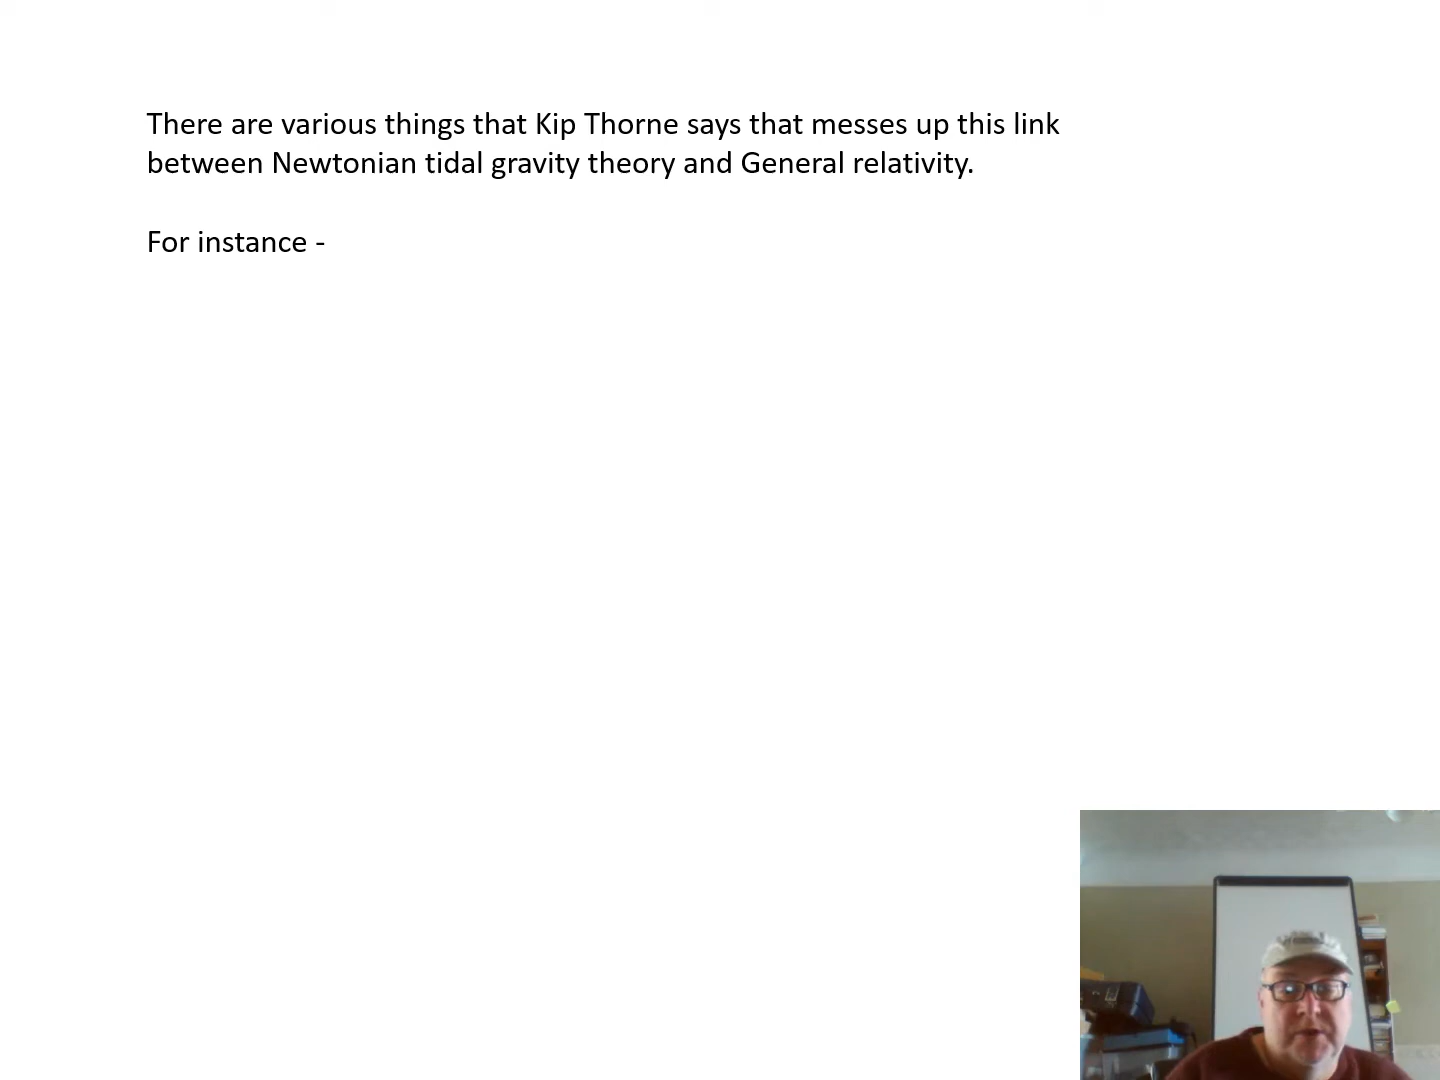 There are various things that Kip Thorne says that messes up this link
between Newtonian tidal gravity theory and General relativity.
For instance -